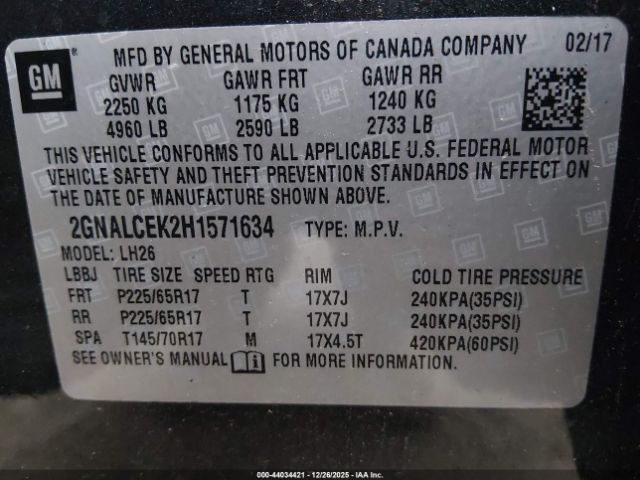 GM MFD BY GENERAL MOTORS OF CANADA COMPANY 02/17
GVWR GAWR FRT GAWR RR
2250 KG 1175 KG 1240 KG
4960 LB 2590 LB 2733 LB
THIS VEHICLE CONFORMS TO ALL APPLICABLE U.S. FEDERAL MOTOR
VEHICLE SAFETY AND THEFT PREVENTION STANDARDS IN EFFECT ON
THE DATE OF MANUFACTURE SHOWN ABOVE.
2GNALCEK2H1571634 TYPE: M.P.V.
MODEL: LH26
LBBJ TIRE SIZE SPEED RTG RIM COLD TIRE PRESSURE
FRT P225/65R17 T 17X7J 240KPA(35PSI)
RR P225/65R17 T 17X7J 240KPA(35PSI)
SPA T145/70R17 M 17X4.5T 420KPA(60PSI)
SEE OWNER'S MANUAL FOR MORE INFORMATION.
000-44034421 - 12/26/2025 - IAA Inc.